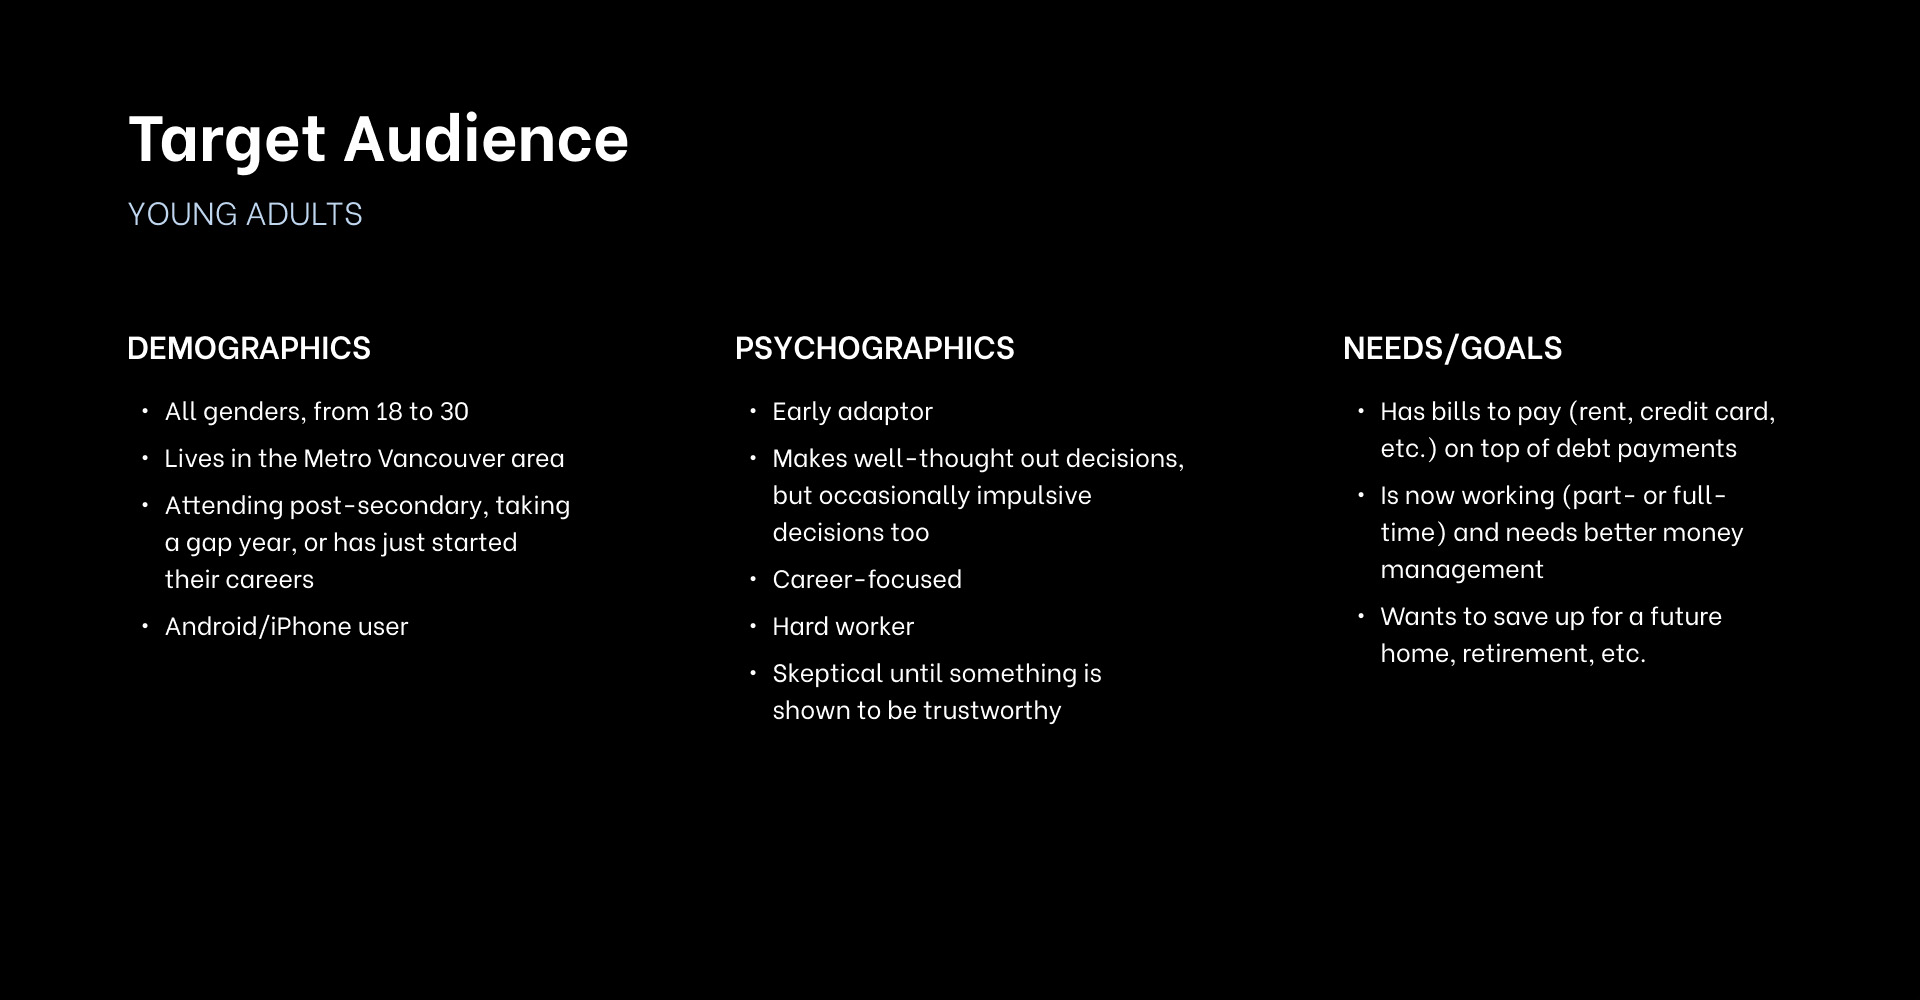 Target Audience
YOUNG ADULTS
DEMOGRAPHICS
• All genders, from 18 to 30
• Lives in the Metro Vancouver area
• Attending post-secondary, taking
a gap year, or has just started
their careers
• Android/iPhone user
PSYCHOGRAPHICS
• Early adaptor
• Makes well-thought out decisions,
but occasionally impulsive
decisions too
• Career-focused
• Hard worker
• Skeptical until something is
shown to be trustworthy
NEEDS/GOALS
• Has bills to pay (rent, credit card,
etc.) on top of debt payments
• Is now working (part- or full-
time) and needs better money
management
• Wants to save up for a future
home, retirement, etc.